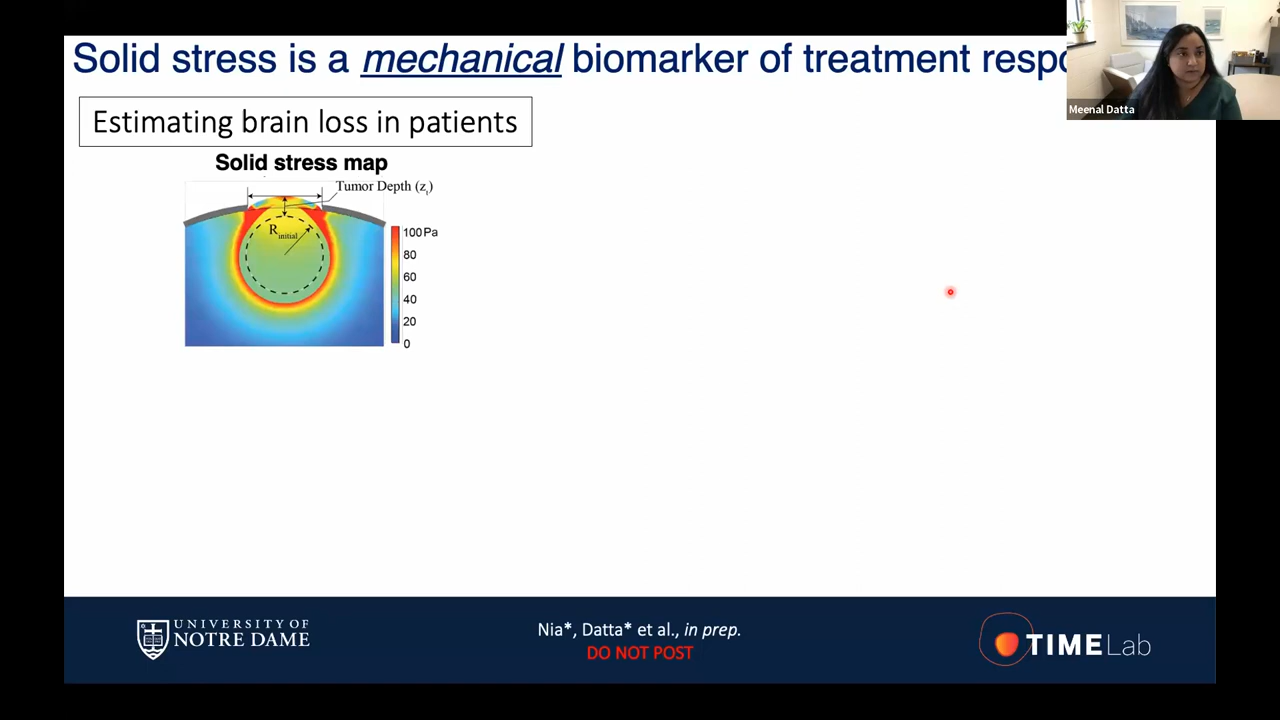 Solid stress is a mechanical biomarker of treatment respo
Meenal Datta
Estimating brain loss in patients
Solid stress map
Tumor Depth (zt)
Rinitial
100 Pa
80
60
40
20
0
UNIVERSITY OF
NOTRE DAME
Nia*, Datta* et al., in prep.
DO NOT POST
TIME Lab